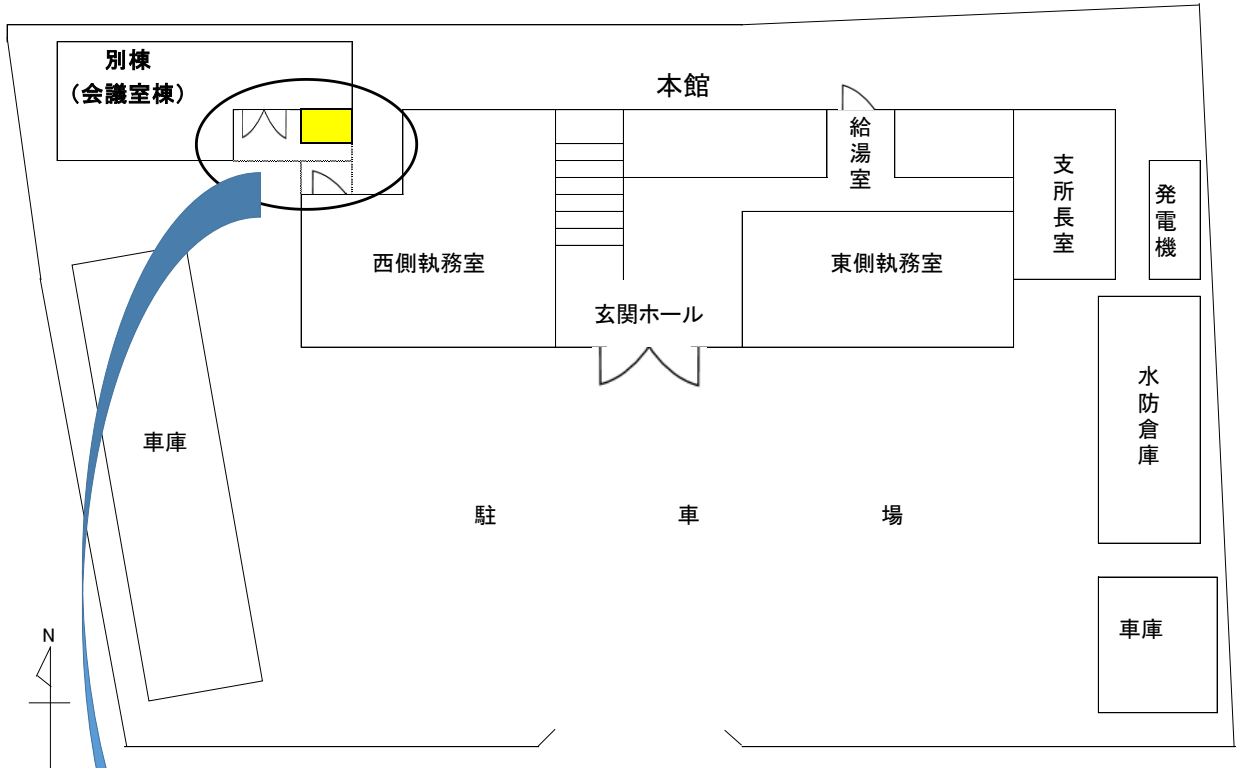 別棟
（会議室棟）
本館
給湯室
支所長室
発電機
西側執務室
東側執務室
玄関ホール
水防倉庫
車庫
駐車場
車庫
N